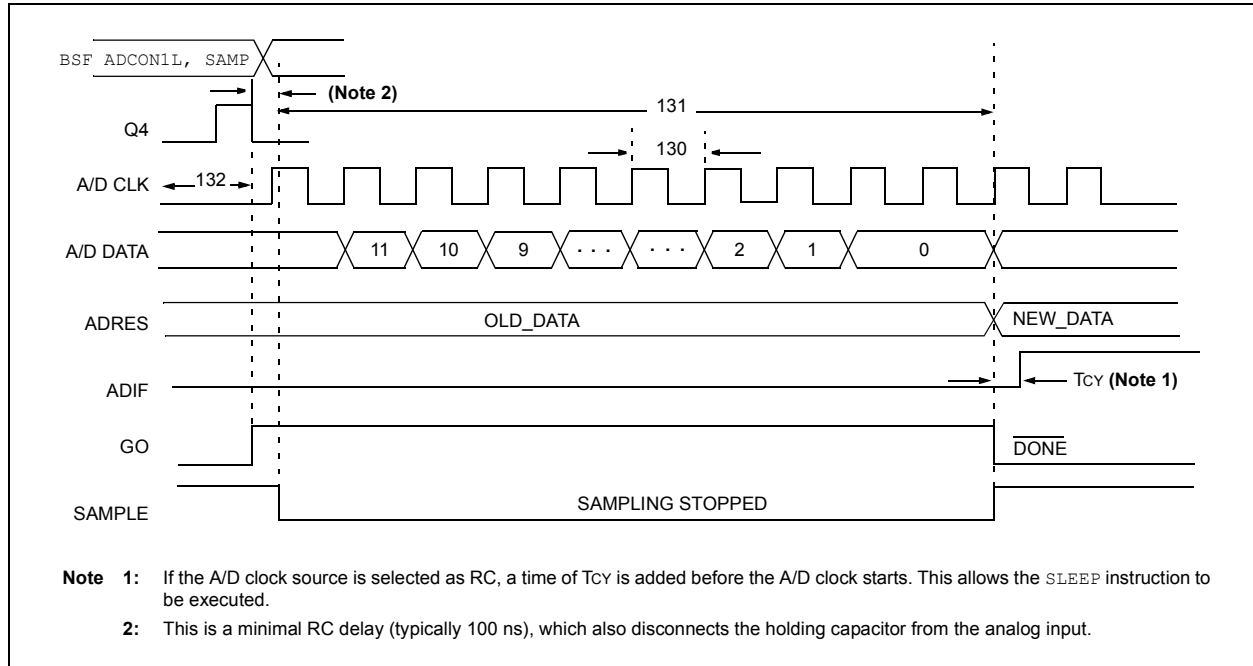 BSF ADCON1L, SAMP
(Note 2)
131
Q4
130
A/D CLK
132
A/D DATA
11 10 9 . . . . . . 2 1 0
ADRES
OLD_DATA
NEW_DATA
ADIF
TCY (Note 1)
GO
DONE
SAMPLE
SAMPLING STOPPED
Note 1: If the A/D clock source is selected as RC, a time of TCY is added before the A/D clock starts. This allows the SLEEP instruction to
be executed.
2: This is a minimal RC delay (typically 100 ns), which also disconnects the holding capacitor from the analog input.